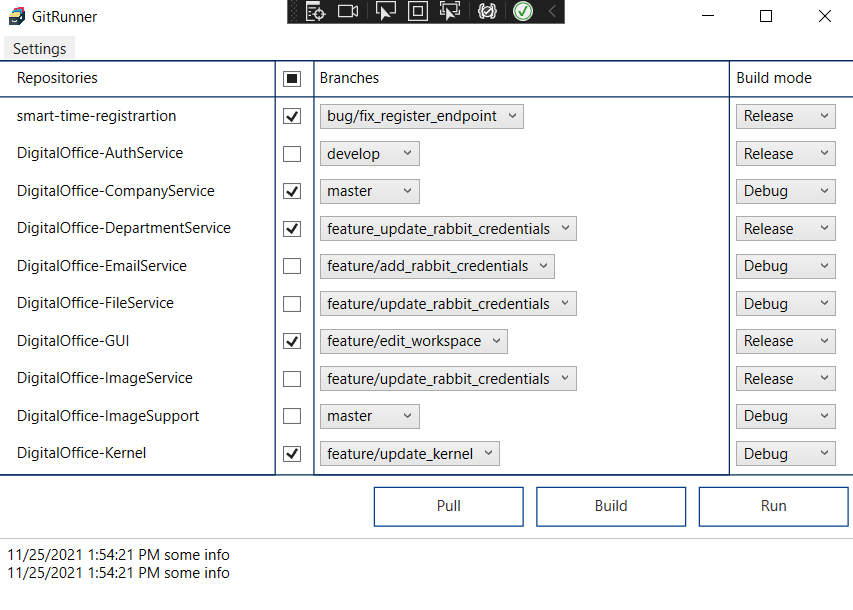 GitRunner
Settings
Repositories Branches Build mode
smart-time-registrartion bug/fix_register_endpoint Release
DigitalOffice-AuthService develop Release
DigitalOffice-CompanyService master Debug
DigitalOffice-DepartmentService feature_update_rabbit_credentials Release
DigitalOffice-EmailService feature/add_rabbit_credentials Debug
DigitalOffice-FileService feature/update_rabbit_credentials Debug
DigitalOffice-GUI feature/edit_workspace Release
DigitalOffice-ImageService feature/update_rabbit_credentials Release
DigitalOffice-ImageSupport master Debug
DigitalOffice-Kernel feature/update_kernel Debug
Pull Build Run
11/25/2021 1:54:21 PM some info
11/25/2021 1:54:21 PM some info